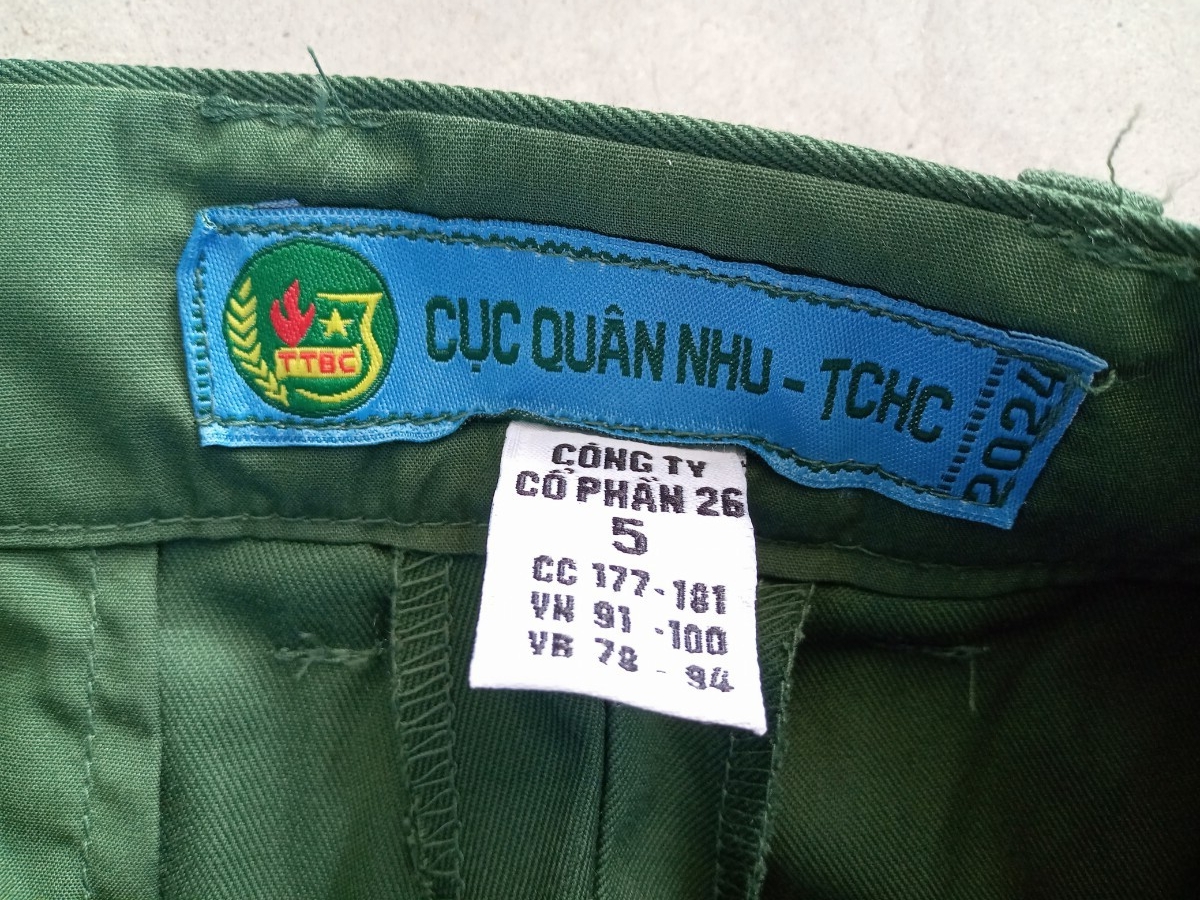 TTBC
CỤC QUÂN NHU - TCHC
2024
CÔNG TY
CỔ PHẦN 26
5
CC 177-181
VN 91 -100
VB 78 - 94